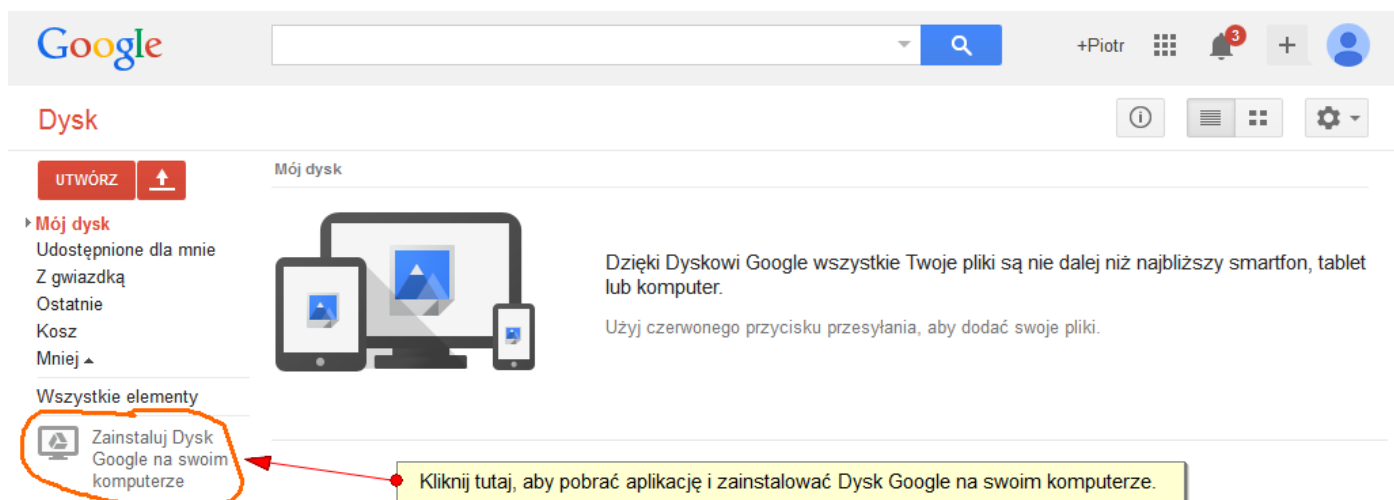 Google
+Piotr
3
+
Dysk
UTWÓRZ
Mój dysk
Mój dysk
Udostępnione dla mnie
Z gwiazdką
Ostatnie
Kosz
Mniej
Wszystkie elementy
Zainstaluj Dysk
Google na swoim
komputerze
Dzięki Dyskowi Google wszystkie Twoje pliki są nie dalej niż najbliższy smartfon, tablet
lub komputer.
Użyj czerwonego przycisku przesyłania, aby dodać swoje pliki.
Kliknij tutaj, aby pobrać aplikację i zainstalować Dysk Google na swoim komputerze.